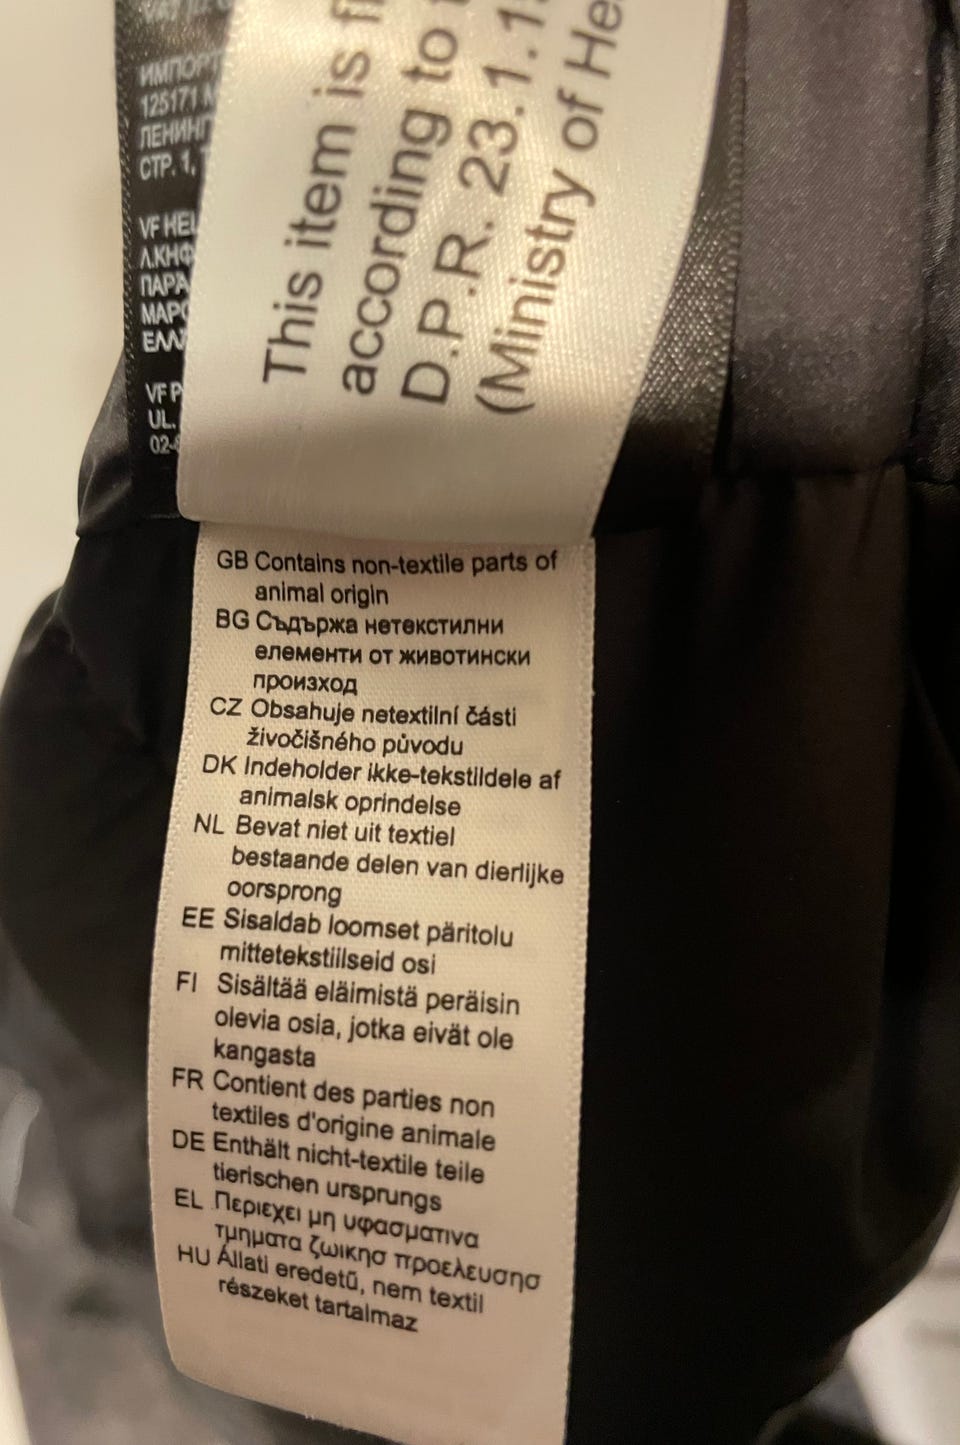 ИМПОРТ
125171
СТР. 1,
VF
ПАРА
VF P
UL.
This item is
according to
D.P.R. 23.1.
(Ministry of
GB Contains non-textile parts of
animal origin
BG Съдържа нетекстилни
елементи от животински
произход
CZ Obsahuje netextilní části
živočišného původu
DK Indeholder ikke-tekstildele af
animalsk oprindelse
NL Bevat niet uit textiel
bestaande delen van dierlijke
oorsprong
EE Sisaldab loomset päritolu
mittetekstiilseid osi
FI Sisältää eläimistä peräisin
olevia osia, jotka eivät ole
kangasta
FR Contient des parties non
textiles d'origine animale
DE Enthält nicht-textile teile
tierischen ursprungs
EL Περιεχει μη υφασματινα
τμηματα ζωικησ προελευσησ
HU Állati eredetű, nem textil
részeket tartalmaz